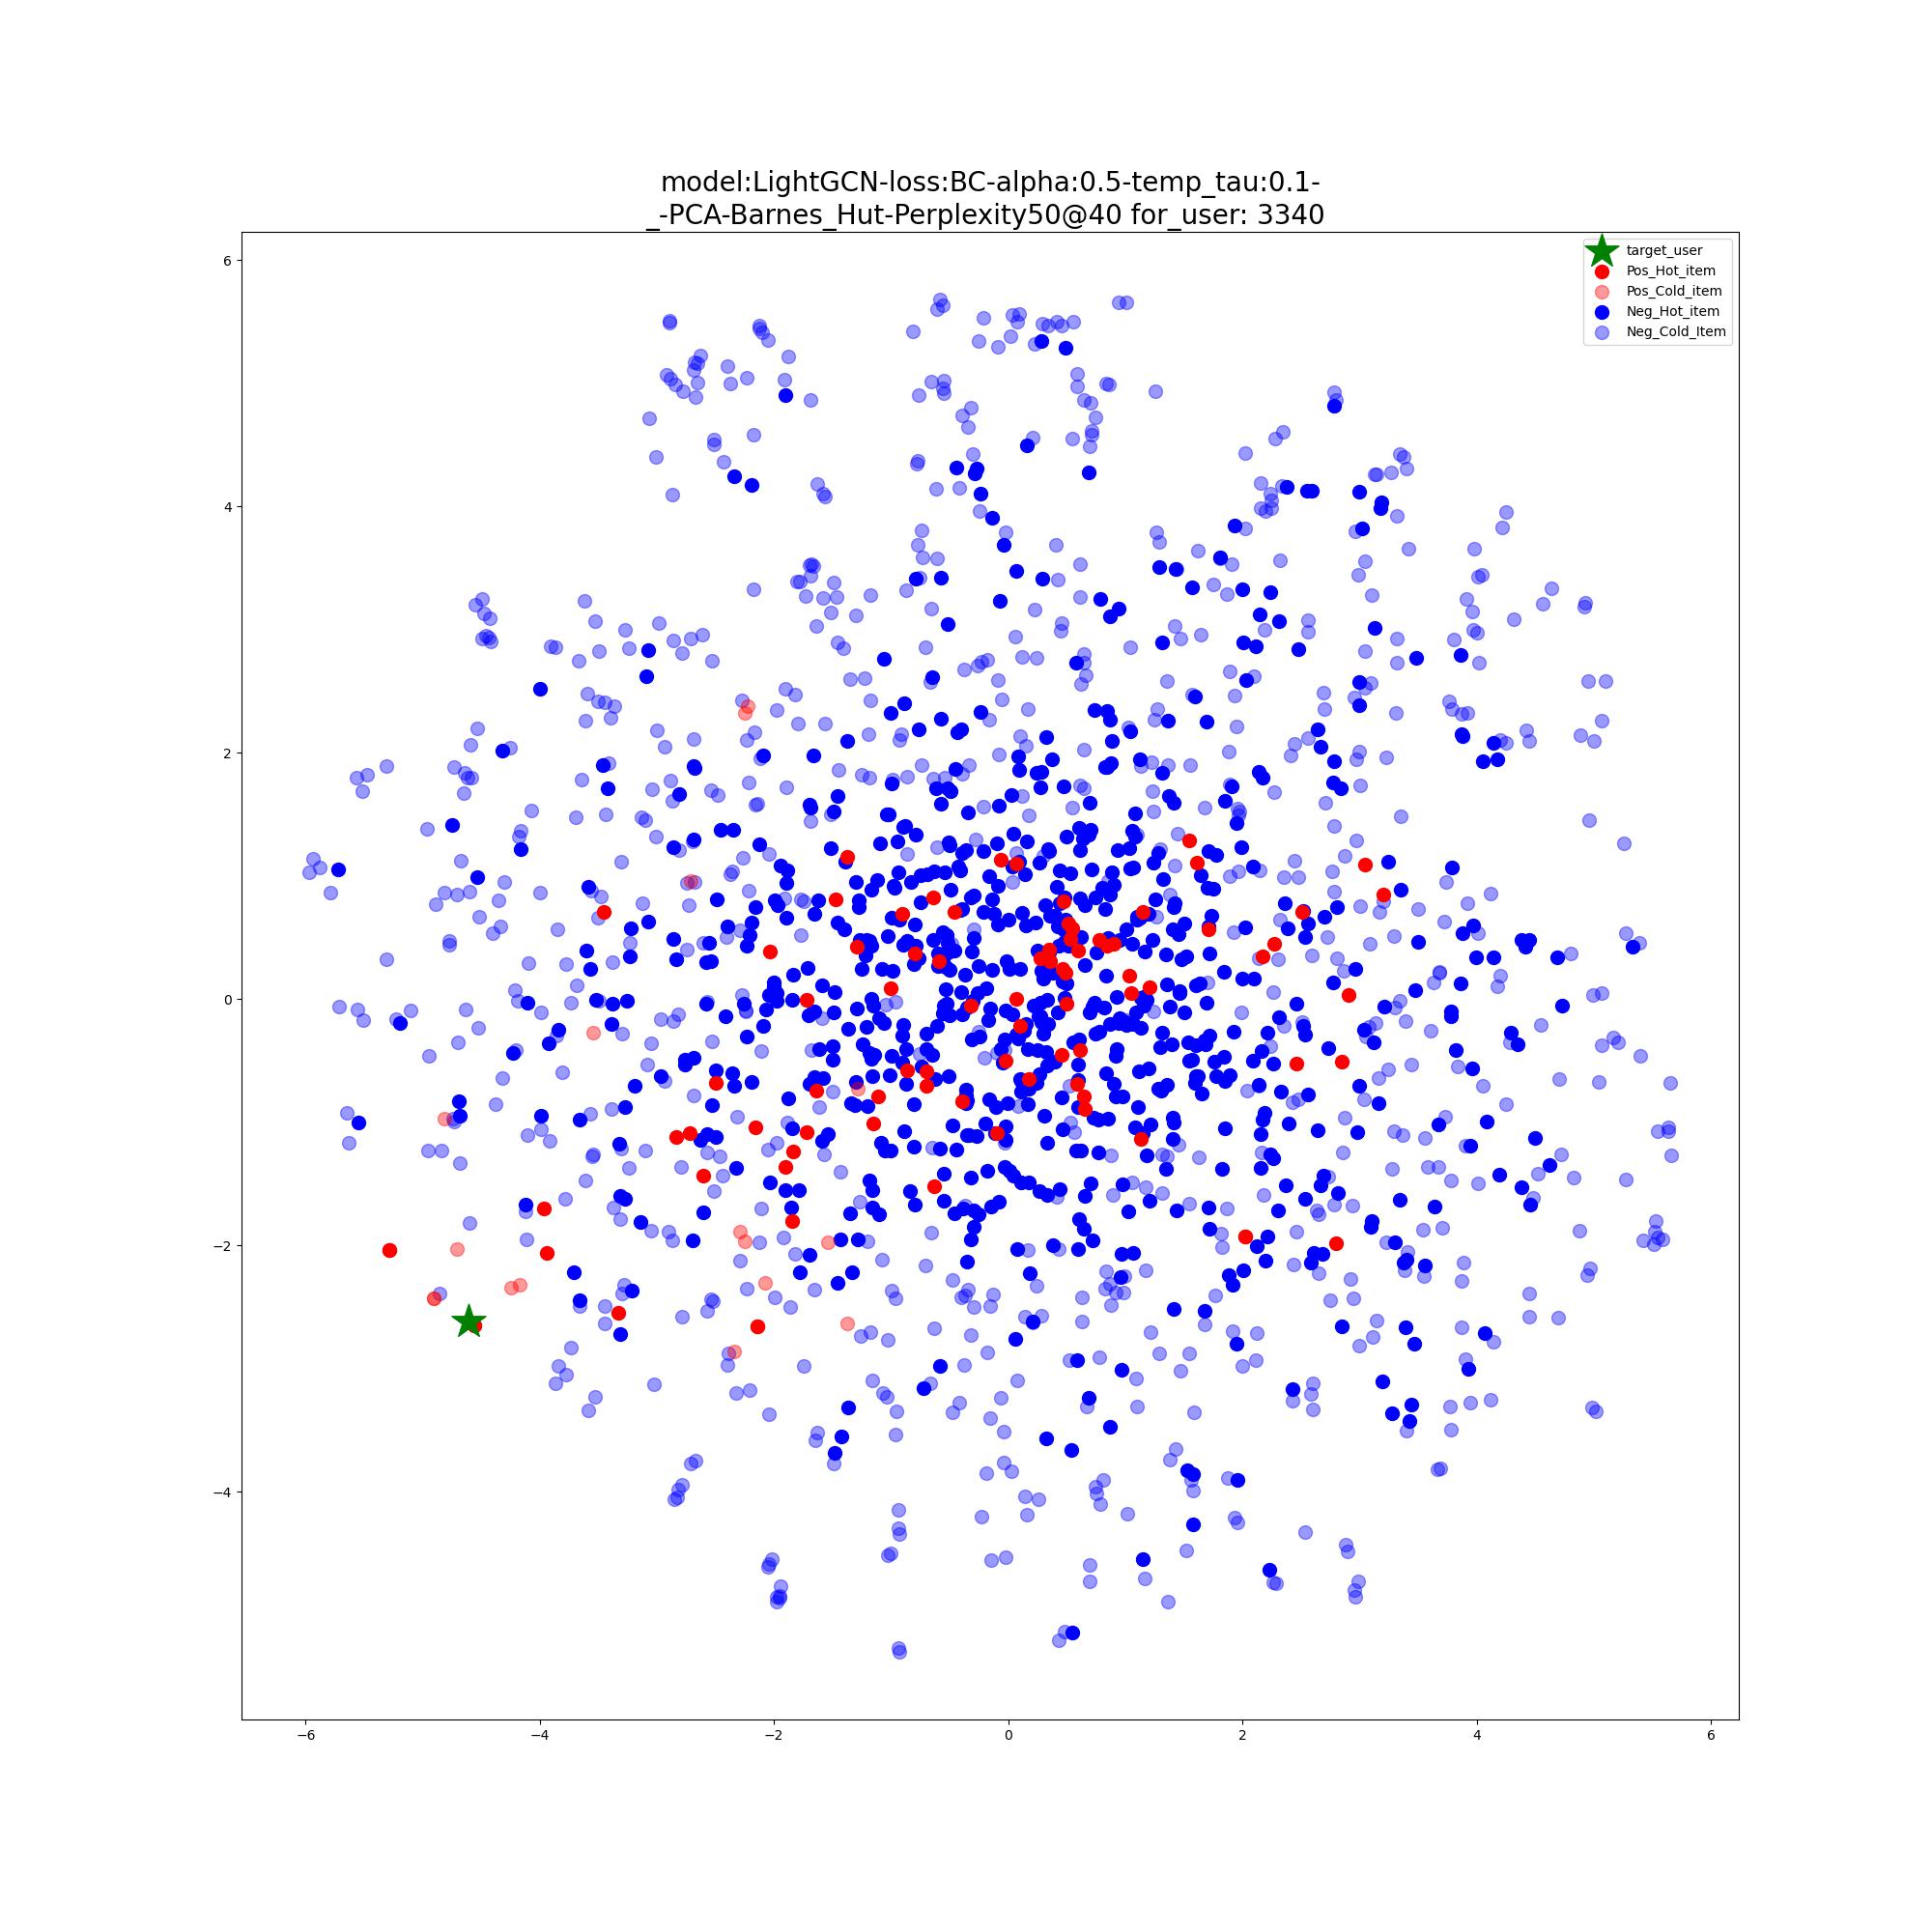 model:LightGCN-loss:BC-alpha:0.5-temp_tau:0.1-
_-PCA-Barnes_Hut-Perplexity50@40 for_user: 3340
target_user
Pos_Hot_item
Pos_Cold_item
Neg_Hot_item
Neg_Cold_Item
6
4
2
0
−2
−4
−6
−4
−2
0
2
4
6